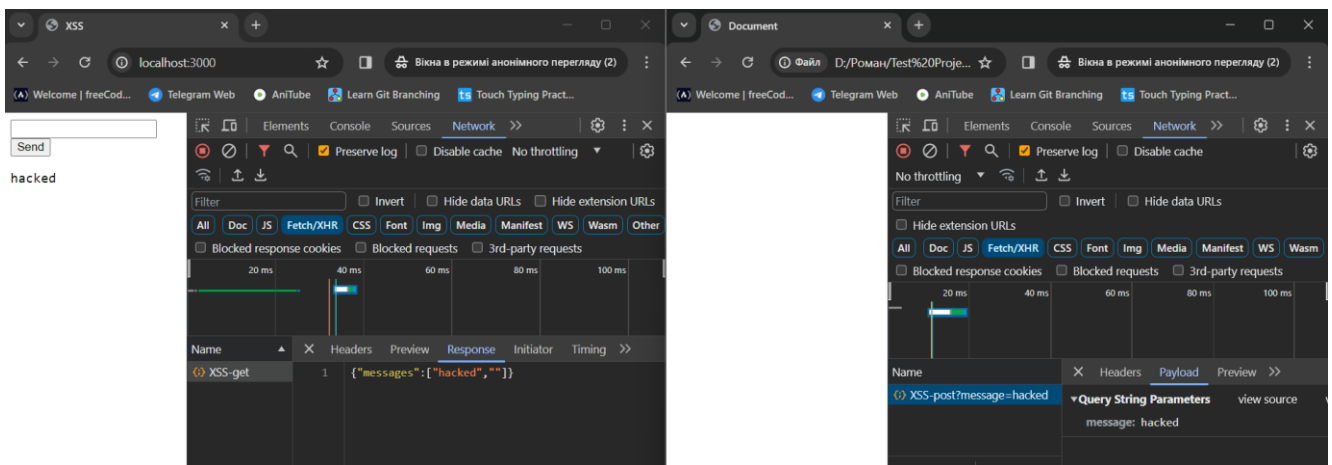 XSS
localhost:3000
Вікна в режимі анонімного перегляду (2)
Welcome | freeCod... Telegram Web AniTube Learn Git Branching Touch Typing Pract...
Send
hacked
Elements Console Sources Network
Preserve log Disable cache No throttling
Filter Invert Hide data URLs Hide extension URLs
All Doc JS Fetch/XHR CSS Font Img Media Manifest WS Wasm Other
Blocked response cookies Blocked requests 3rd-party requests
20 ms 40 ms 60 ms 80 ms 100 ms
Name Headers Preview Response Initiator Timing
XSS-get 1 {"messages":["hacked",""]}
Document
Файл D:/Роман/Test%20Proje...
Вікна в режимі анонімного перегляду (2)
Welcome | freeCod... Telegram Web AniTube Learn Git Branching ts Touch Typing Pract...
Elements Console Sources Network
Preserve log Disable cache
No throttling
Filter Invert Hide data URLs
Hide extension URLs
All Doc JS Fetch/XHR CSS Font Img Media Manifest WS Wasm
Blocked response cookies Blocked requests 3rd-party requests
20 ms 40 ms 60 ms 80 ms 100 ms
Name Headers Payload Preview
XSS-post?message=hacked Query String Parameters view source
message: hacked